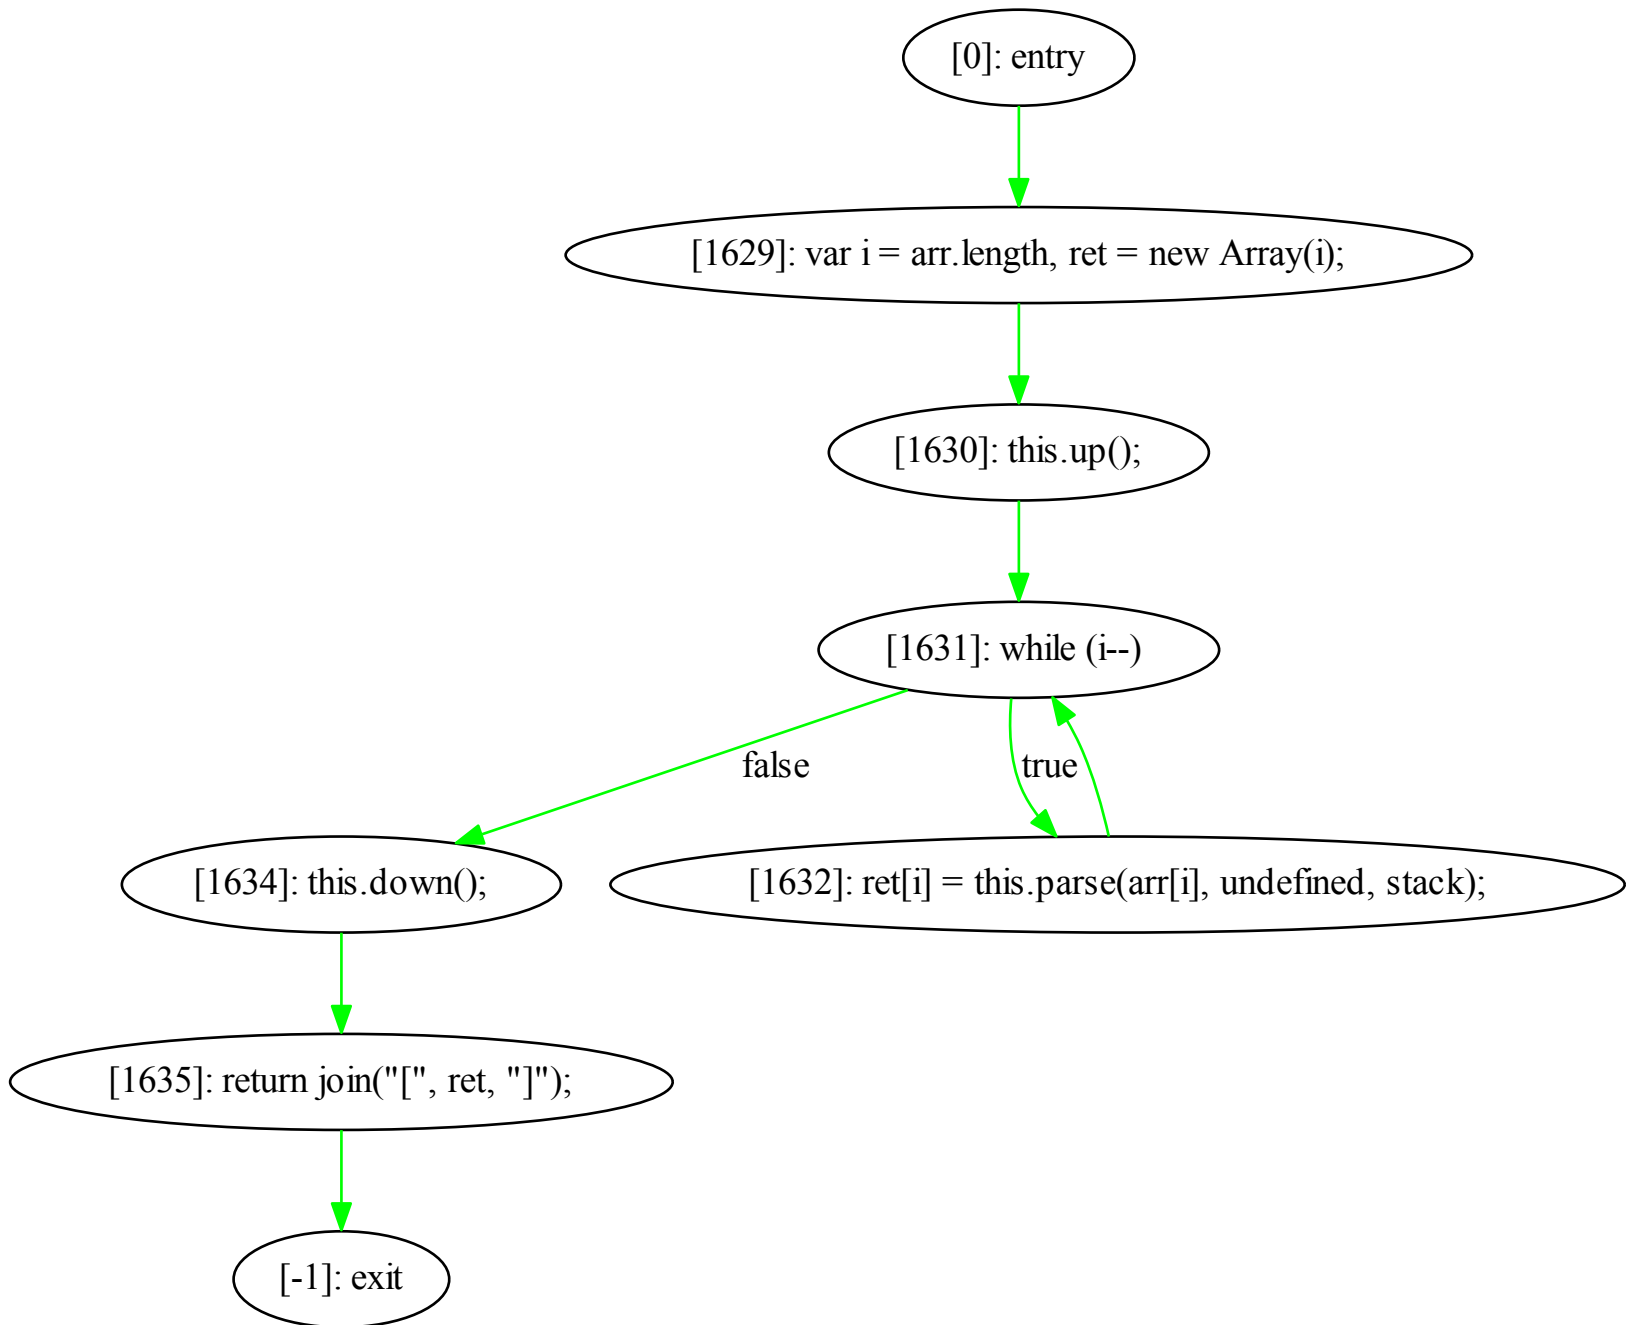 [0]: entry
[1629]: var i = arr.length, ret = new Array(i);
[1630]: this.up();
[1631]: while (i--)
false
true
[1634]: this.down();
[1632]: ret[i] = this.parse(arr[i], undefined, stack);
[1635]: return join("[", ret, "]");
[-1]: exit